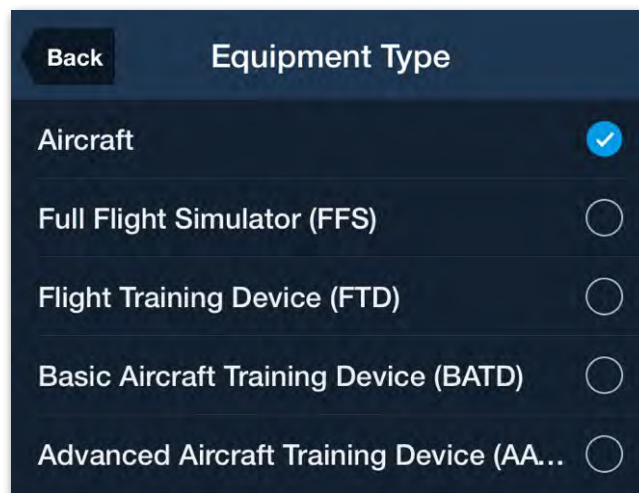 Back
Equipment Type
Aircraft
Full Flight Simulator (FFS)
Flight Training Device (FTD)
Basic Aircraft Training Device (BATD)
Advanced Aircraft Training Device (AA...